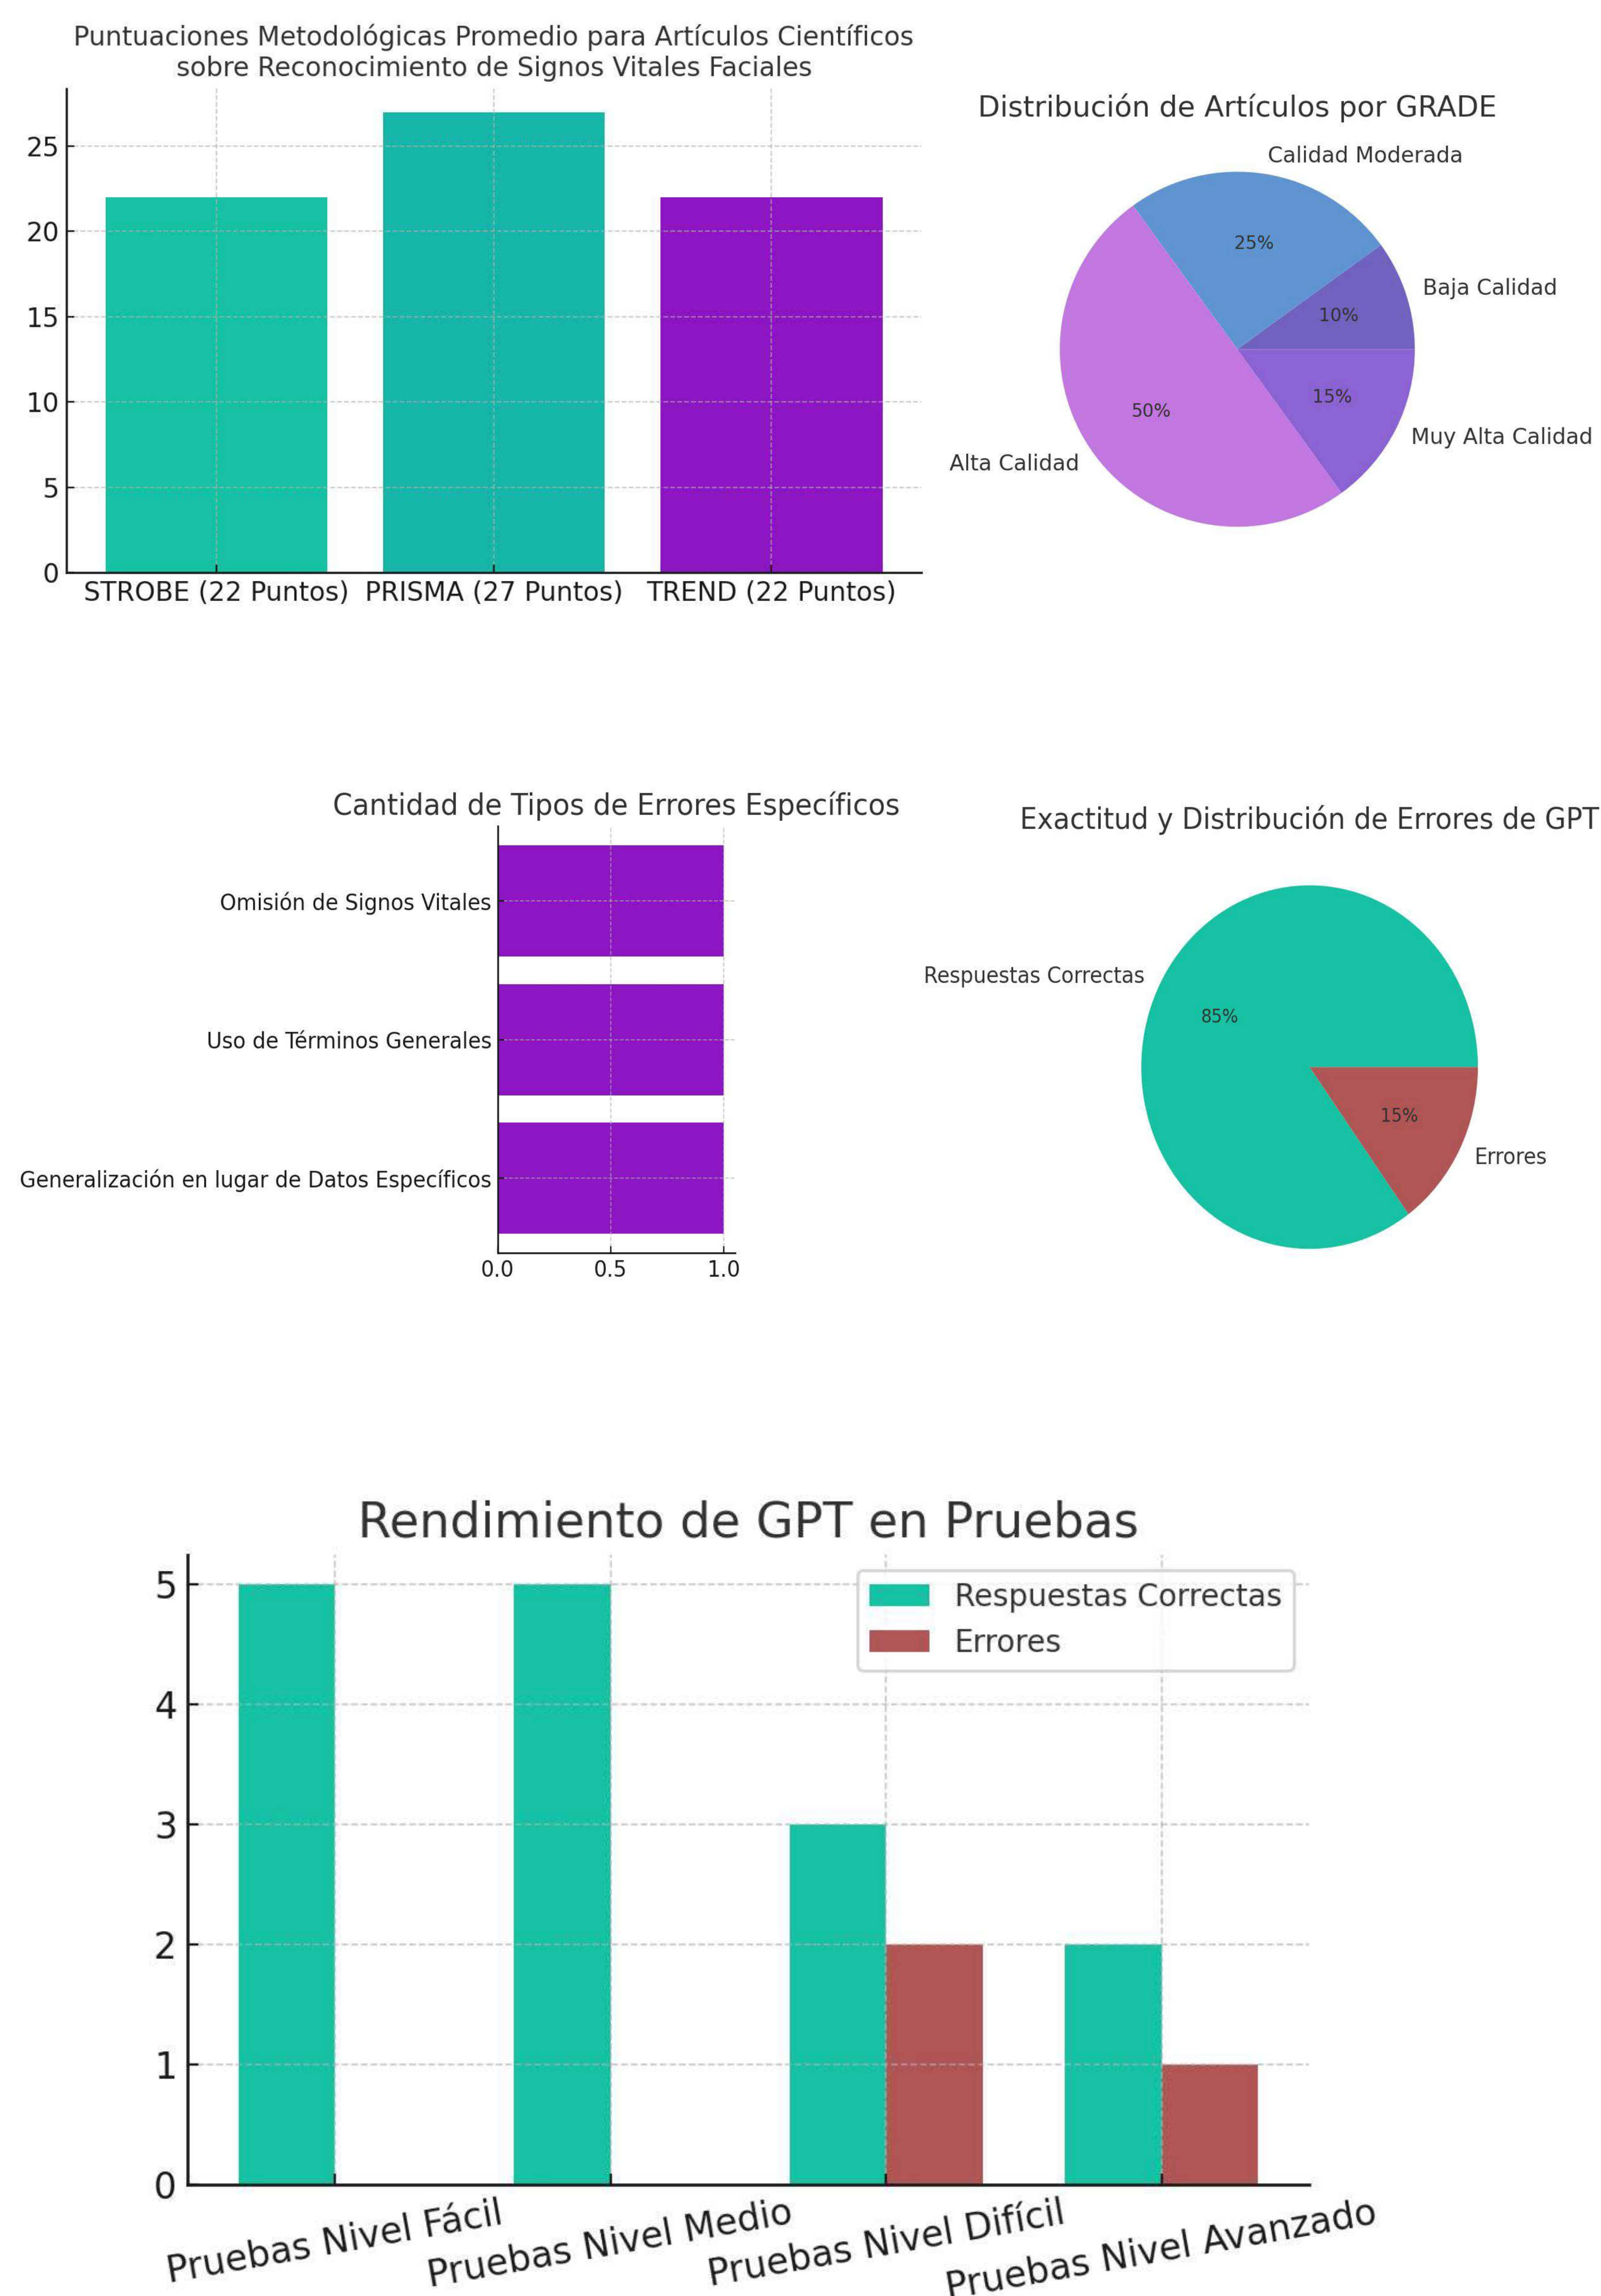 Puntuaciones Metodológicas Promedio para Artículos Científicos
sobre Reconocimiento de Signos Vitales Faciales
25
20
15
10
5
0
STROBE (22 Puntos)
PRISMA (27 Puntos)
TREND (22 Puntos)
Distribución de Artículos por GRADE
Calidad Moderada
25%
Baja Calidad
10%
50%
15%
Muy Alta Calidad
Alta Calidad
Cantidad de Tipos de Errores Específicos
Omisión de Signos Vitales
Uso de Términos Generales
Generalización en lugar de Datos Específicos
0.0
0.5
1.0
Exactitud y Distribución de Errores de GPT
Respuestas Correctas
85%
15%
Errores
Rendimiento de GPT en Pruebas
Respuestas Correctas
Errores
5
4
3
2
1
0
Pruebas Nivel Fácil
Pruebas Nivel Medio
Pruebas Nivel Difícil
Pruebas Nivel Avanzado